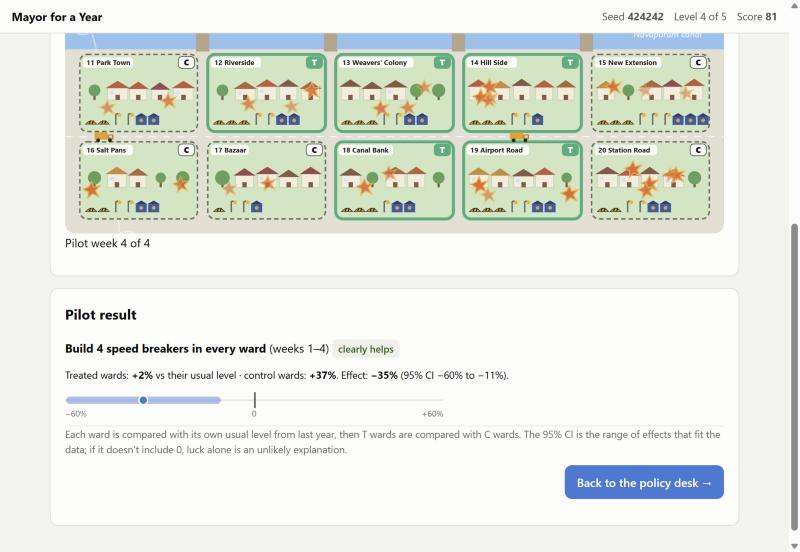 Mayor for a Year
Seed 424242 Level 4 of 5 Score 81
Navapuram canal
11 Park Town C
12 Riverside T
13 Weavers' Colony T
14 Hill Side T
15 New Extension C
16 Salt Pans C
17 Bazaar C
18 Canal Bank T
19 Airport Road T
20 Station Road C
Pilot week 4 of 4
Pilot result
Build 4 speed breakers in every ward (weeks 1–4) clearly helps
Treated wards: +2% vs their usual level · control wards: +37%. Effect: −35% (95% CI −60% to −11%).
−60% 0 +60%
Each ward is compared with its own usual level from last year, then T wards are compared with C wards. The 95% CI is the range of effects that fit the
data; if it doesn't include 0, luck alone is an unlikely explanation.
Back to the policy desk →